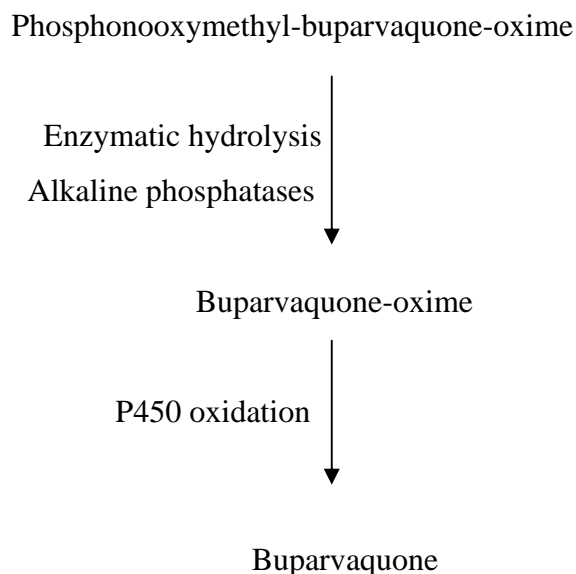 Phosphonooxymethyl-buparvaquone-oxime
Enzymatic hydrolysis
Alkaline phosphatases
Buparvaquone-oxime
P450 oxidation
Buparvaquone